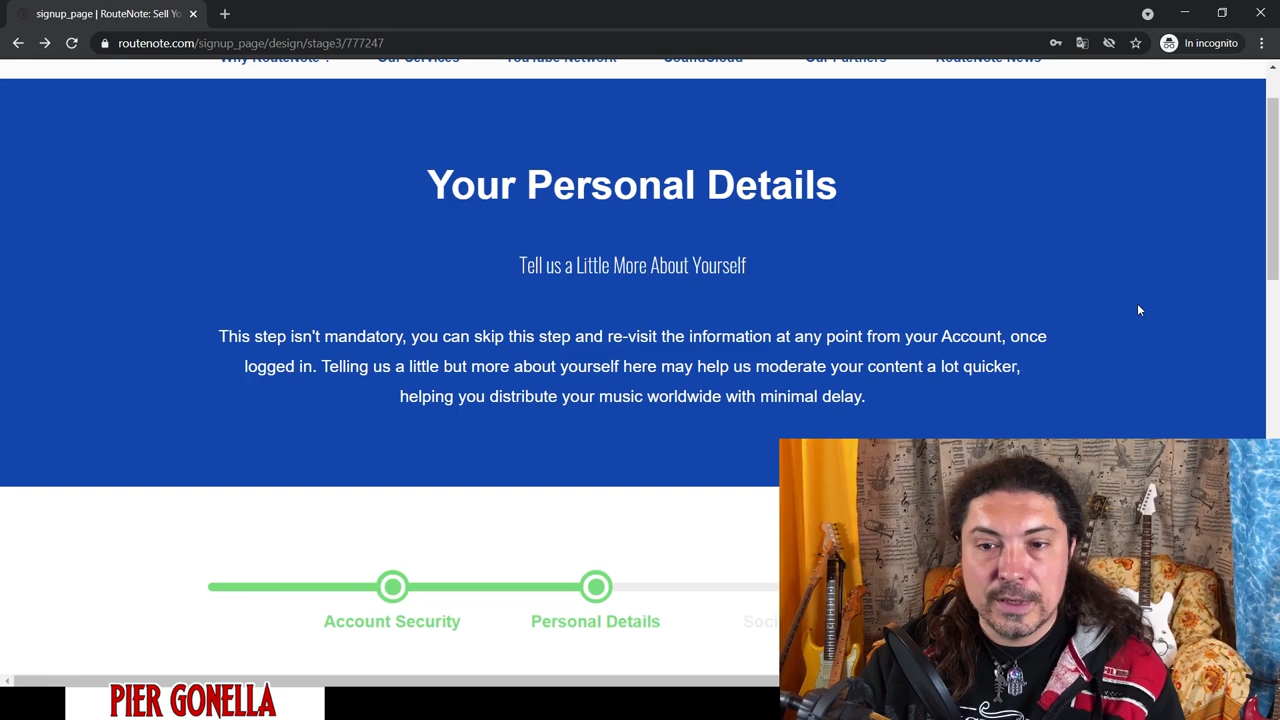 signup_page | RouteNote: Sell Yo
routenote.com/signup_page/design/stage3/777247
In incognito
Why RouteNote ?
Our Services
YouTube Network
SoundCloud
Our Partners
RouteNote News
Your Personal Details
Tell us a Little More About Yourself
This step isn't mandatory, you can skip this step and re-visit the information at any point from your Account, once
logged in. Telling us a little but more about yourself here may help us moderate your content a lot quicker,
helping you distribute your music worldwide with minimal delay.
Account Security
Personal Details
Soci
PIER GONELLA